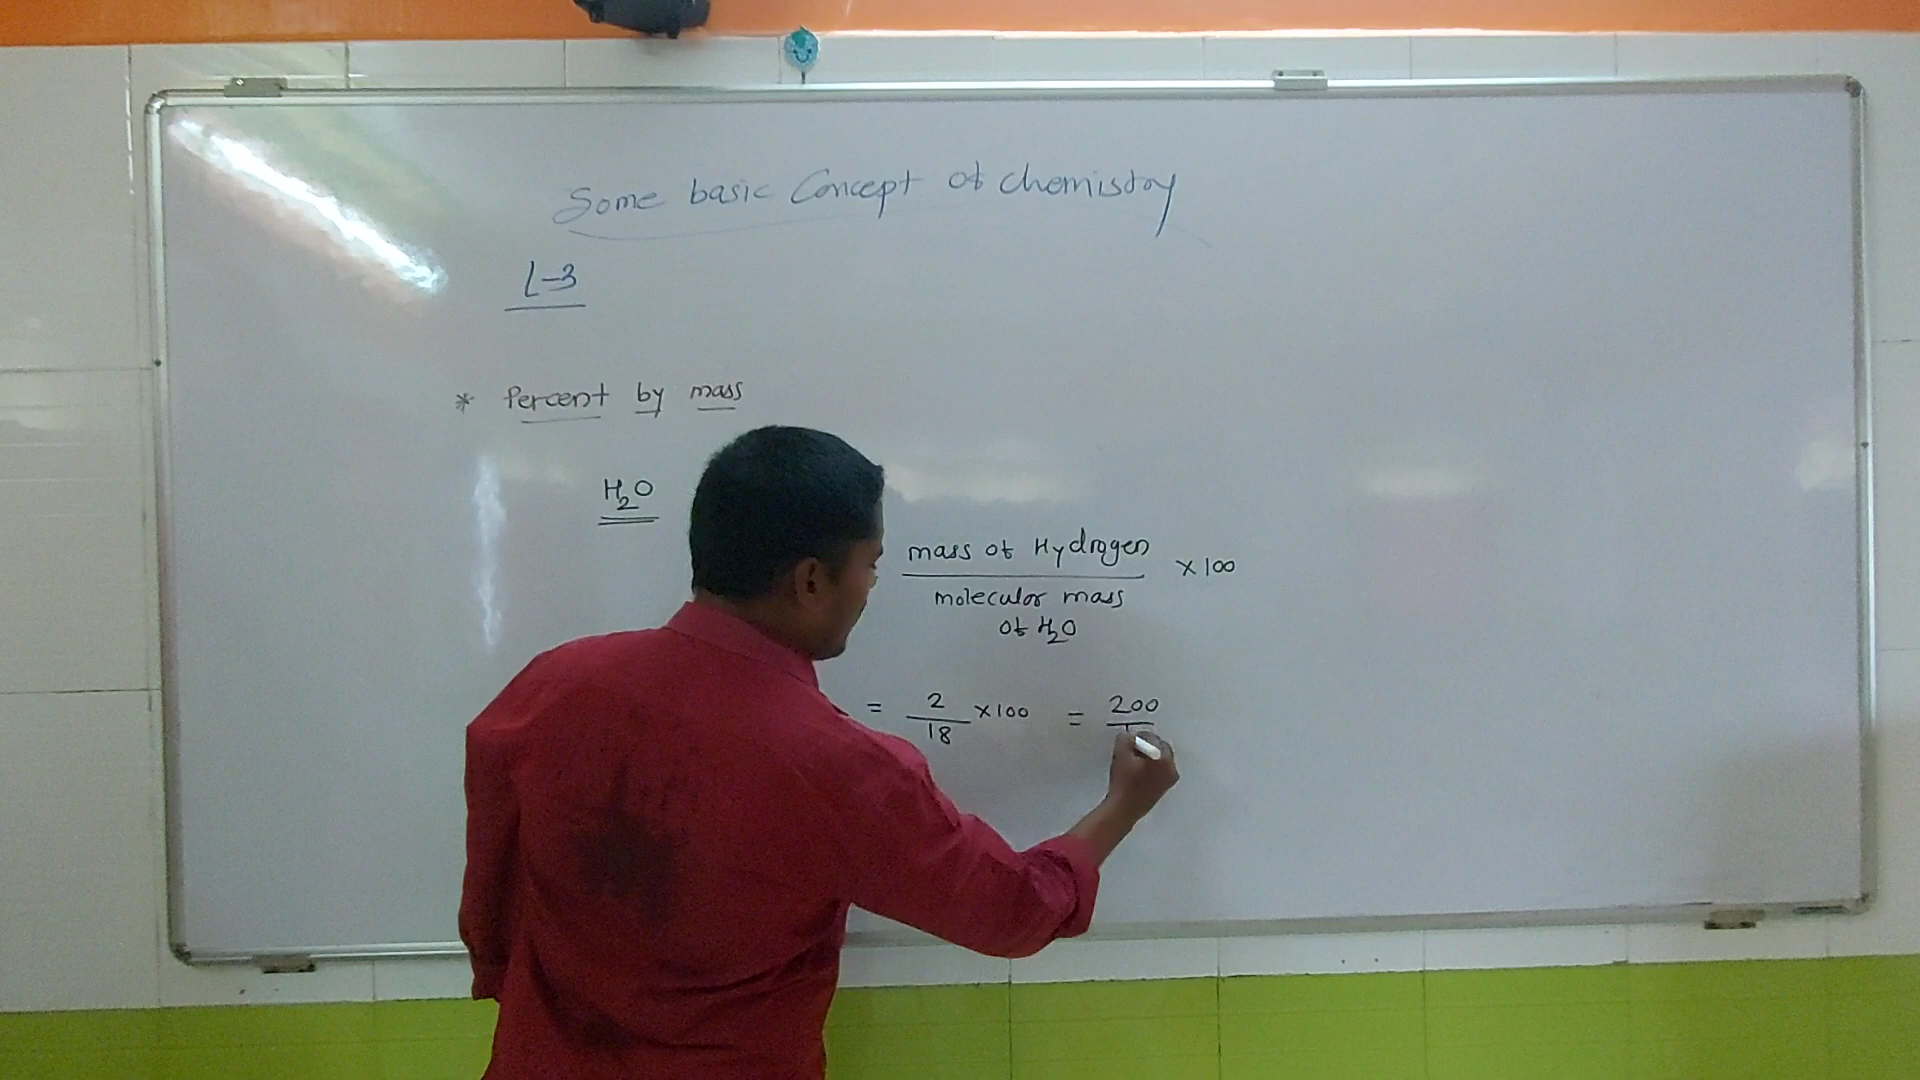 Some basic Concept of chemistry
L-3
* Percent by mass
H₂O
mass of Hydrogen
× 100
molecular mass
of H₂O
= 2/18 × 100 = 200